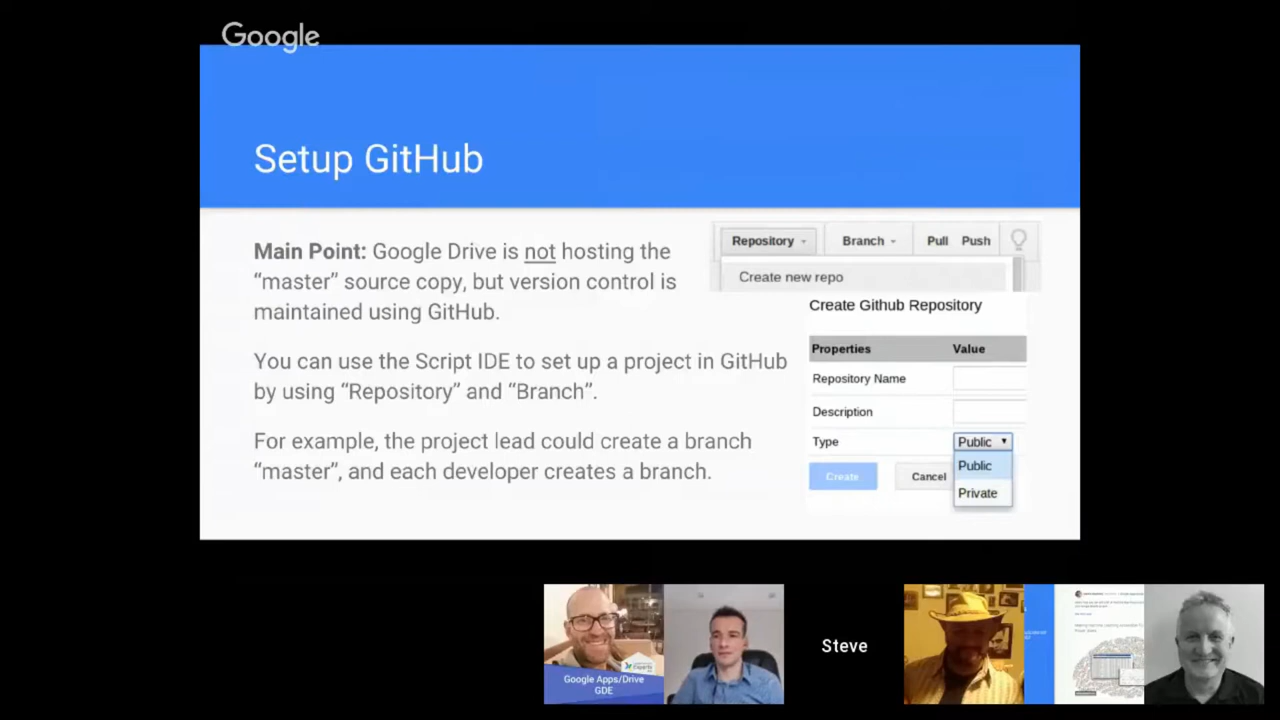 Google
Setup GitHub
Main Point: Google Drive is not hosting the
“master” source copy, but version control is
maintained using GitHub.
You can use the Script IDE to set up a project in GitHub
by using “Repository” and “Branch”.
For example, the project lead could create a branch
“master”, and each developer creates a branch.
Repository
Branch
Pull
Push
Create new repo
Create Github Repository
Properties Value
Repository Name
Description
Type Public
Public
Private
Create Cancel
Experts
Google Apps/Drive
GDE
Steve